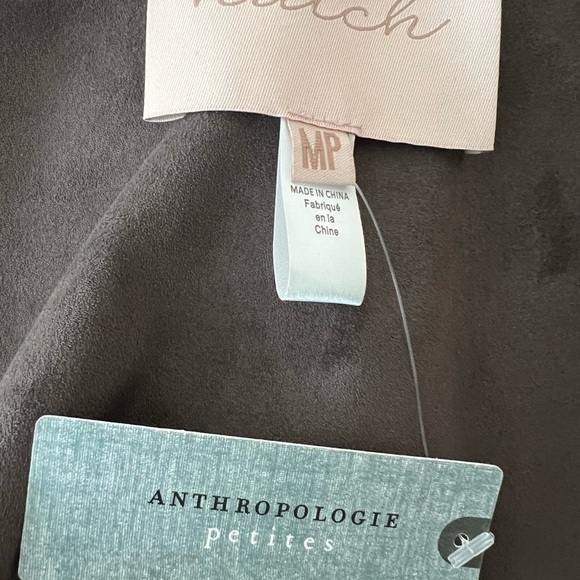 MP
MADE IN CHINA
Fabriqué
en la
Chine
ANTHROPOLOGIE
petites